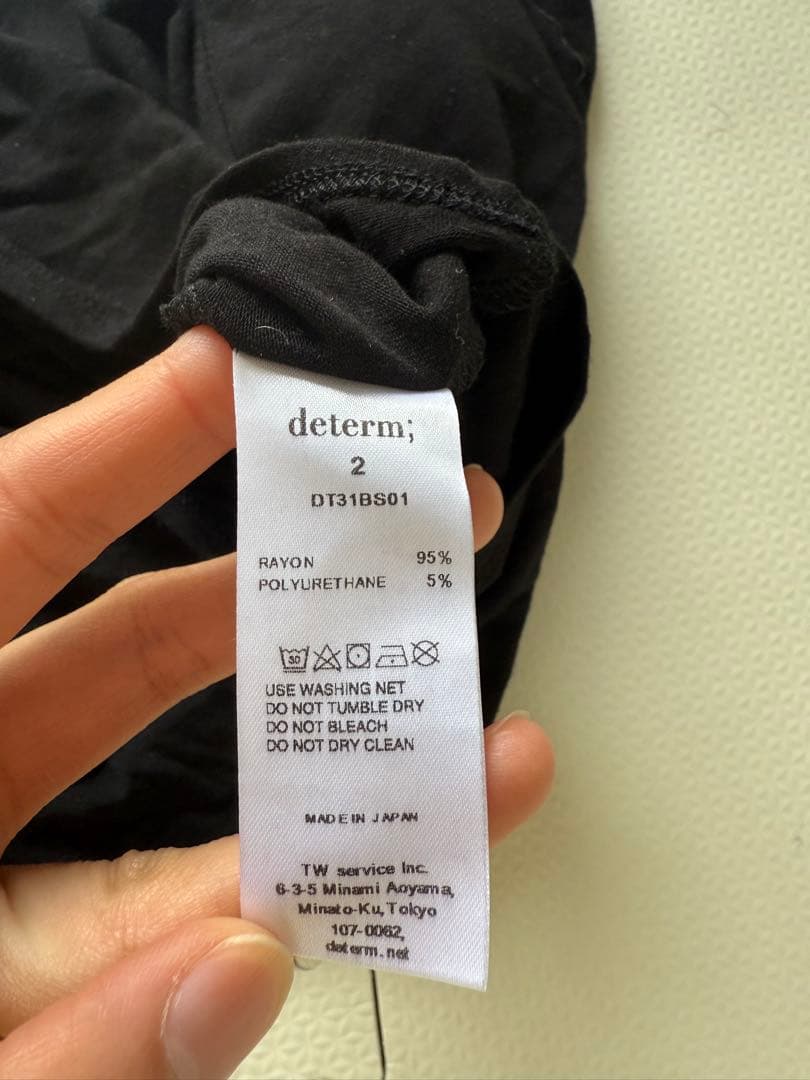 determ;
2
DT31BS01
RAYON 95%
POLYURETHANE 5%
30
USE WASHING NET
DO NOT TUMBLE DRY
DO NOT BLEACH
DO NOT DRY CLEAN
MADE IN JAPAN
TW service Inc.
6-3-5 Minami Aoyama,
Minato-Ku,Tokyo
107-0062,
determ.net